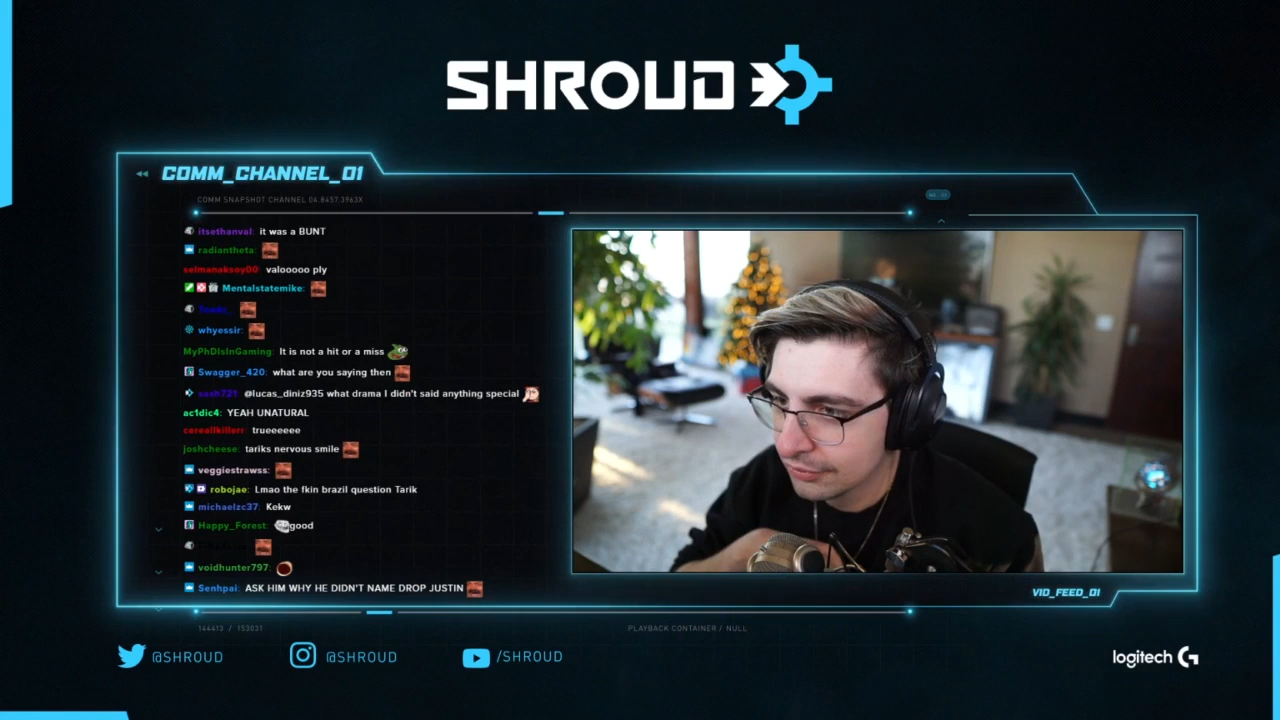 SHROUD
COMM_CHANNEL_01
COMM SNAPSHOT CHANNEL 04.8457.3963X
itsethanval: it was a BUNT
radiantheta:
selmanaksoy00: valooooo ply
Mentalstatemike:
whyessir:
MyPhDIsInGaming: It is not a hit or a miss
Swagger_420: what are you saying then
sash721: @lucas_diniz935 what drama I didn't said anything special
ac1dic4: YEAH UNATURAL
cereallkillerr: trueeeeee
joshcheese: tariks nervous smile
veggiestrawss:
robojae: Lmao the fkin brazil question Tarik
michaelzc37: Kekw
Happy_Forest: good
voidhunter797:
Senhpai: ASK HIM WHY HE DIDN'T NAME DROP JUSTIN
VID_FEED_01
144413 / 153031
PLAYBACK CONTAINER / NULL
@SHROUD
@SHROUD
/SHROUD
logitech G